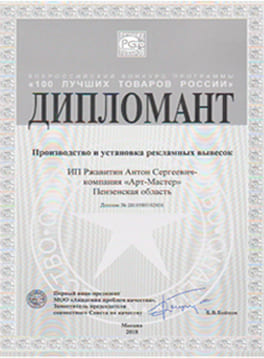 ВСЕРОССИЙСКИЙ КОНКУРС ПРОГРАММЫ
«100 ЛУЧШИХ ТОВАРОВ РОССИИ»
ДИПЛОМАНТ
Производство и установка рекламных вывесок
ИП Ржавитин Антон Сергеевич-
компания «Арт-Мастер»
Пензенская область
Диплом №
Первый вице-президент
МОО «Академия проблем качества»,
Заместитель председателя
совместного Совета по качеству
Москва
2018